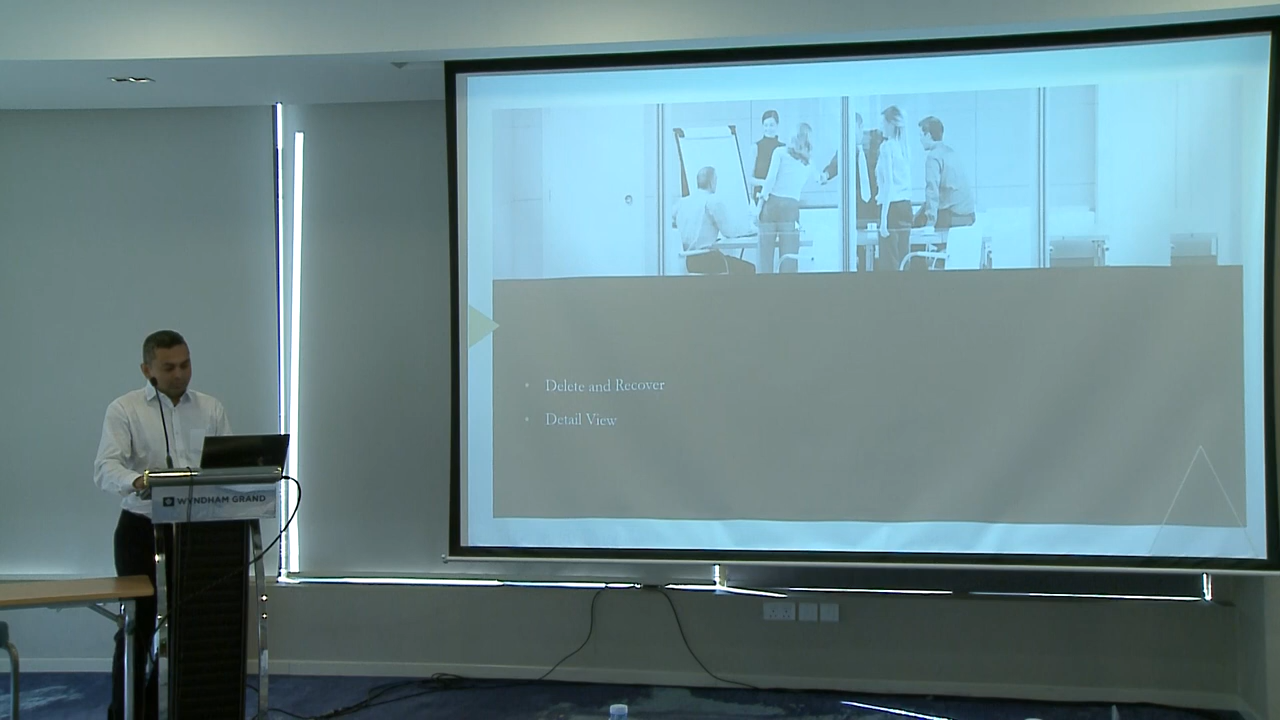 • Delete and Recover
• Detail View
WYNDHAM GRAND